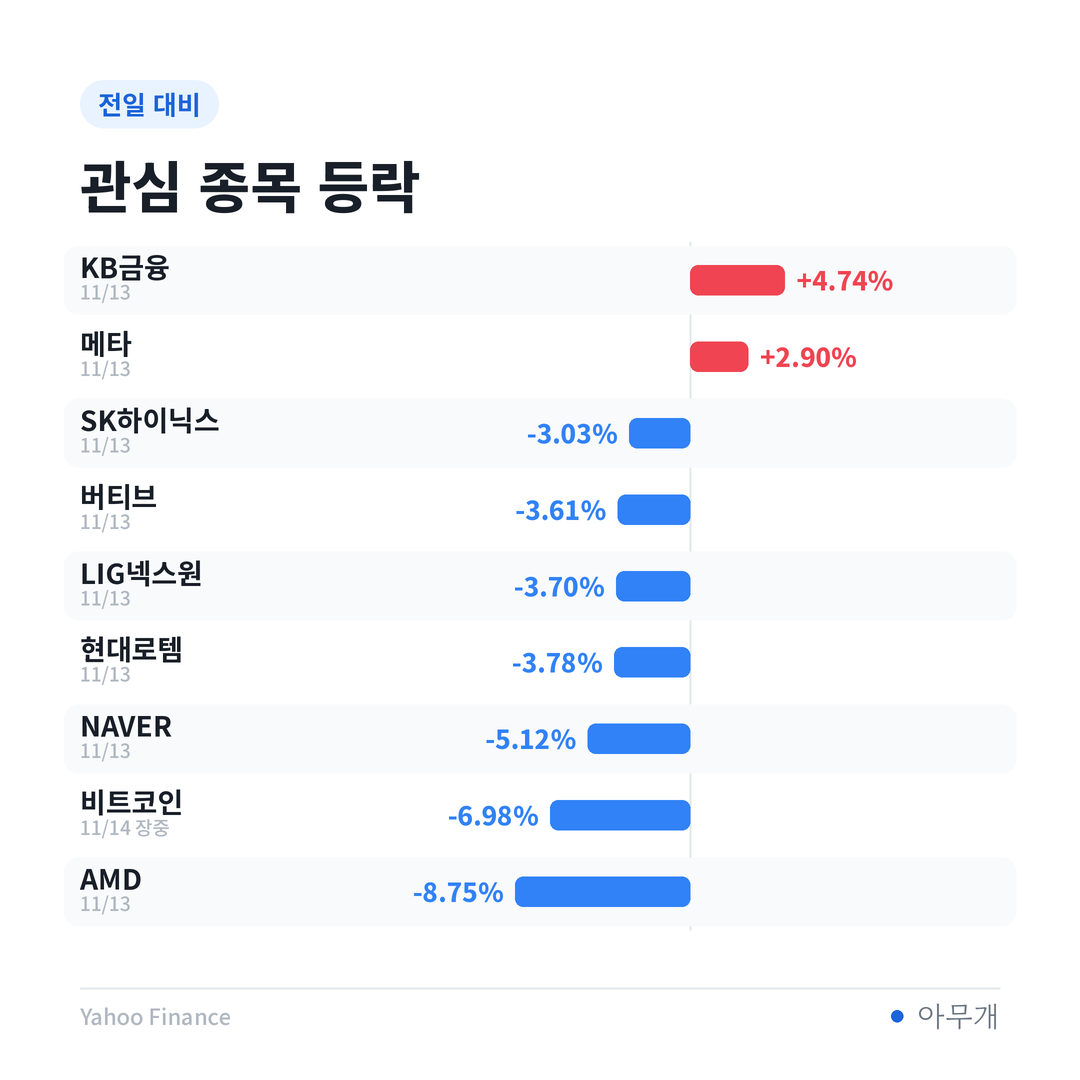 전일 대비
관심 종목 등락
KB금융
11/13
+4.74%
메타
11/13
+2.90%
SK하이닉스
11/13
-3.03%
버티브
11/13
-3.61%
LIG넥스원
11/13
-3.70%
현대로템
11/13
-3.78%
NAVER
11/13
-5.12%
비트코인
11/14 장중
-6.98%
AMD
11/13
-8.75%
Yahoo Finance
아무개